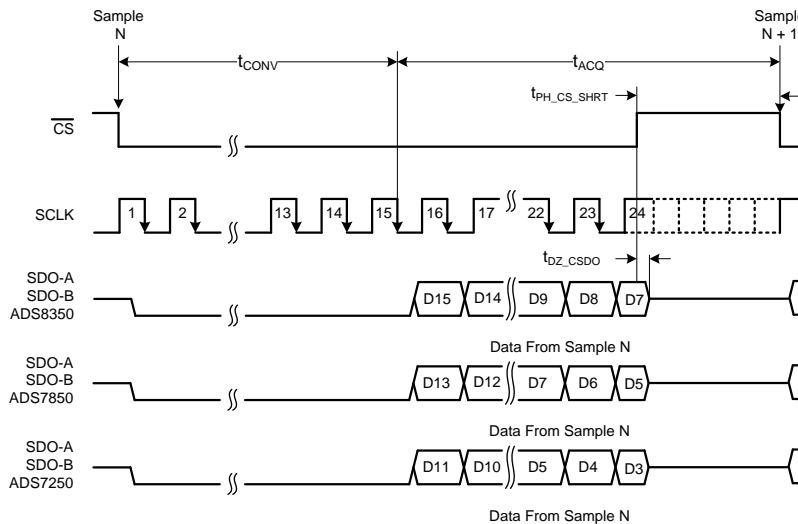 Sample
N
Sample
N + 1
tCONV
tACQ
tPH_CS_SHRT
CS
SCLK
1
2
13
14
15
16
17
22
23
24
tDZ_CSDO
SDO-A
SDO-B
ADS8350
D15
D14
D9
D8
D7
Data From Sample N
SDO-A
SDO-B
ADS7850
D13
D12
D7
D6
D5
Data From Sample N
SDO-A
SDO-B
ADS7250
D11
D10
D5
D4
D3
Data From Sample N